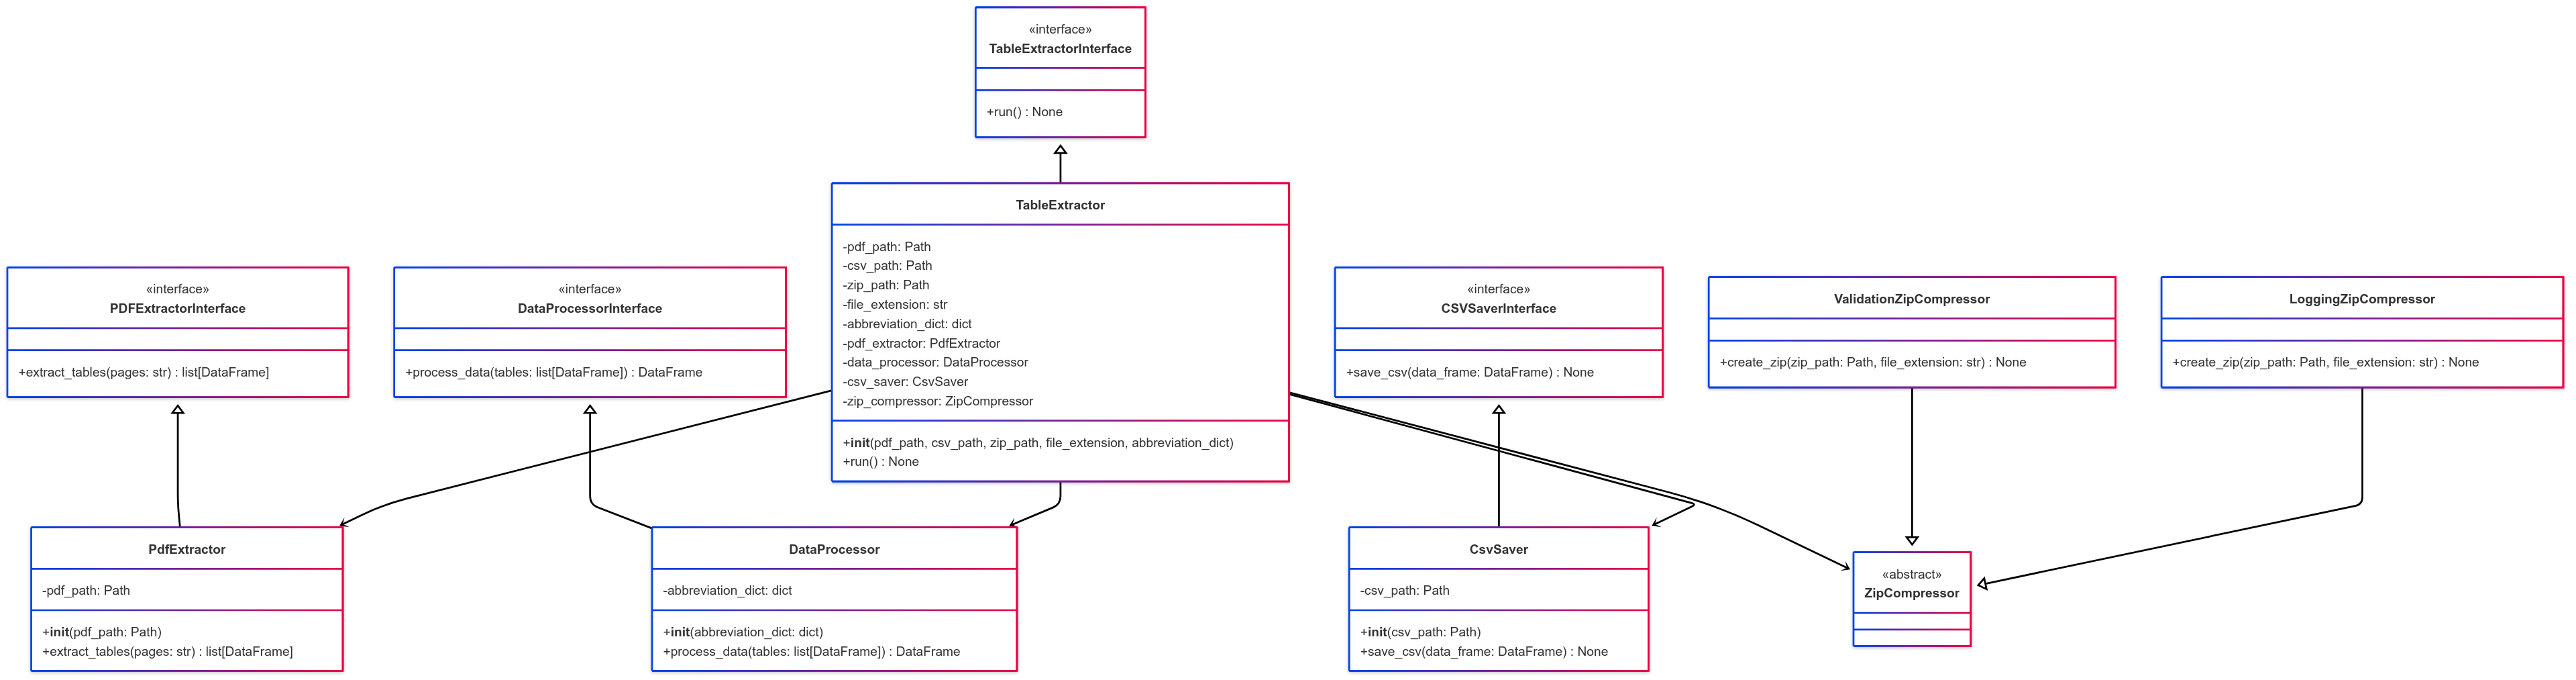 «interface»
TableExtractorInterface
+run() : None
TableExtractor
-pdf_path: Path
-csv_path: Path
-zip_path: Path
-file_extension: str
-abbreviation_dict: dict
-pdf_extractor: PdfExtractor
-data_processor: DataProcessor
-csv_saver: CsvSaver
-zip_compressor: ZipCompressor
+init(pdf_path, csv_path, zip_path, file_extension, abbreviation_dict)
+run() : None
«interface»
PDFExtractorInterface
+extract_tables(pages: str) : list[DataFrame]
«interface»
DataProcessorInterface
+process_data(tables: list[DataFrame]) : DataFrame
«interface»
CSVSaverInterface
+save_csv(data_frame: DataFrame) : None
ValidationZipCompressor
+create_zip(zip_path: Path, file_extension: str) : None
LoggingZipCompressor
+create_zip(zip_path: Path, file_extension: str) : None
PdfExtractor
-pdf_path: Path
+init(pdf_path: Path)
+extract_tables(pages: str) : list[DataFrame]
DataProcessor
-abbreviation_dict: dict
+init(abbreviation_dict: dict)
+process_data(tables: list[DataFrame]) : DataFrame
CsvSaver
-csv_path: Path
+init(csv_path: Path)
+save_csv(data_frame: DataFrame) : None
«abstract»
ZipCompressor